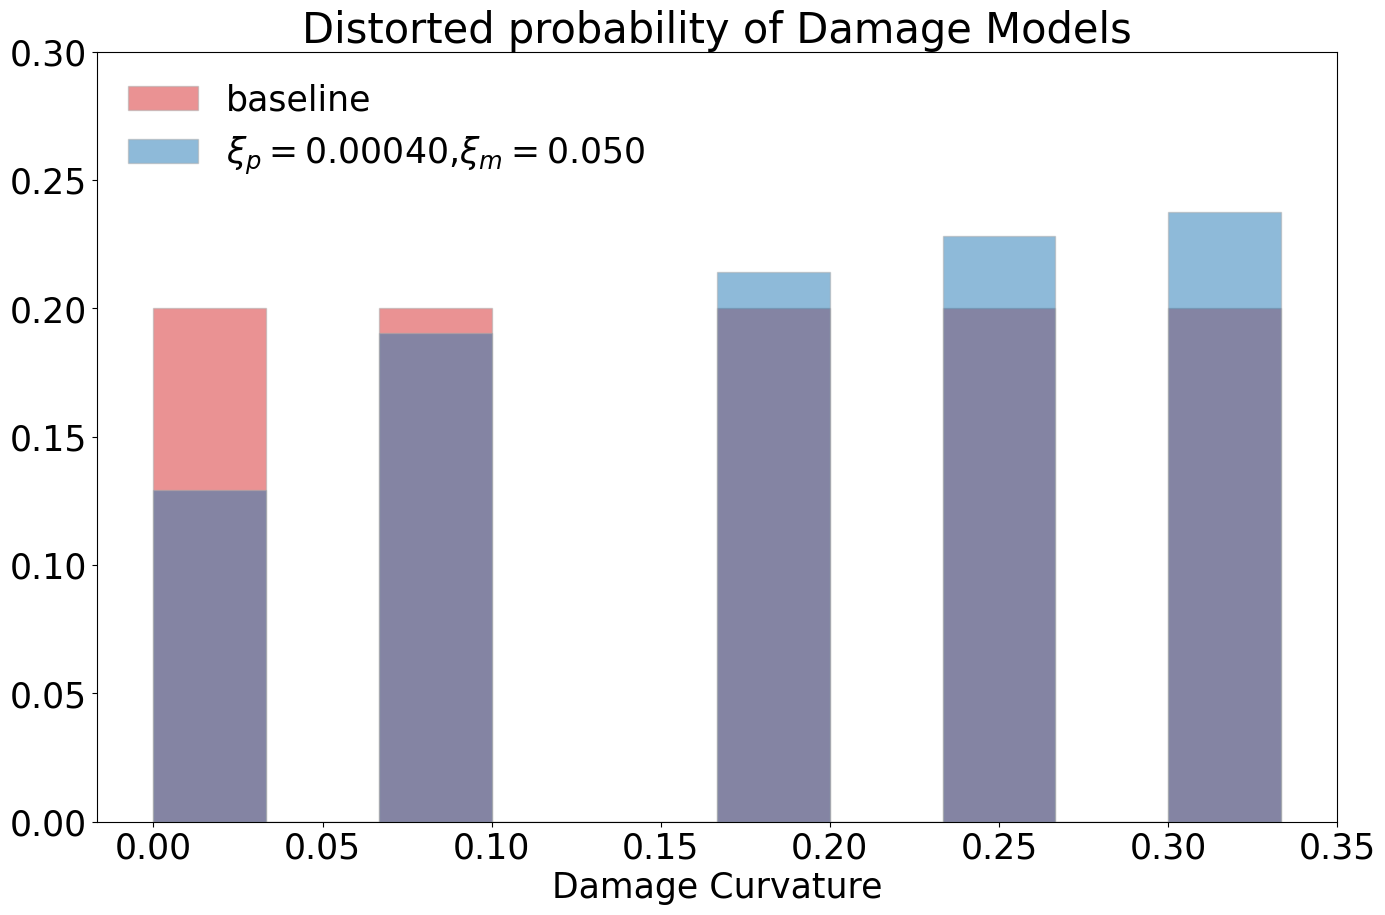 Distorted probability of Damage Models
0.30
0.25
0.20
0.15
0.10
0.05
0.00
baseline
ξp = 0.00040,ξm = 0.050
0.00 0.05 0.10 0.15 0.20 0.25 0.30 0.35
Damage Curvature